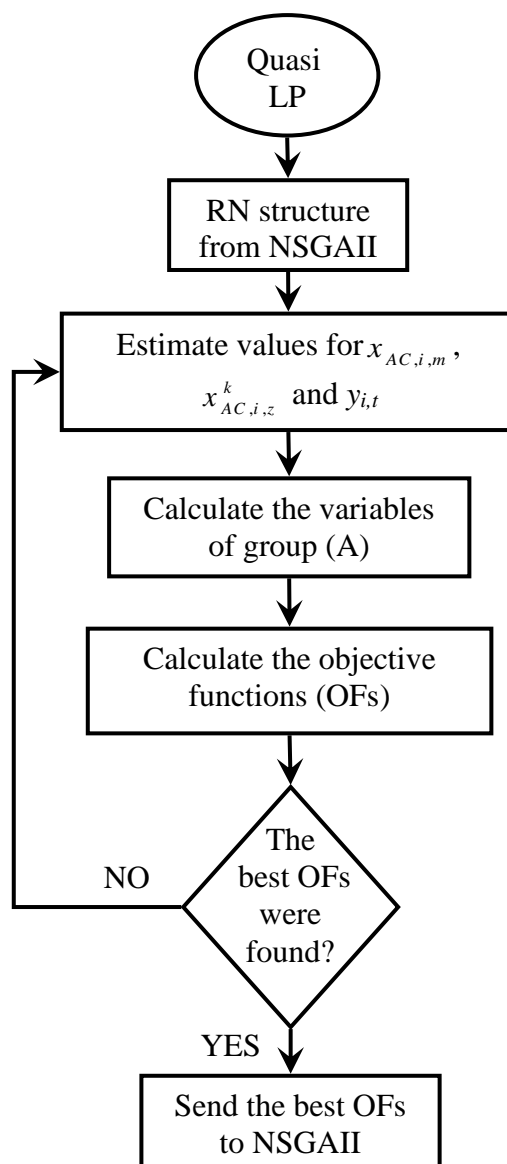 Quasi
LP
RN structure
from NSGAII
Estimate values for x_{AC,i,m} ,
x^{k}_{AC,i,z} and y_{i,t}
Calculate the variables
of group (A)
Calculate the objective
functions (OFs)
The
best OFs
were
found?
NO
YES
Send the best OFs
to NSGAII